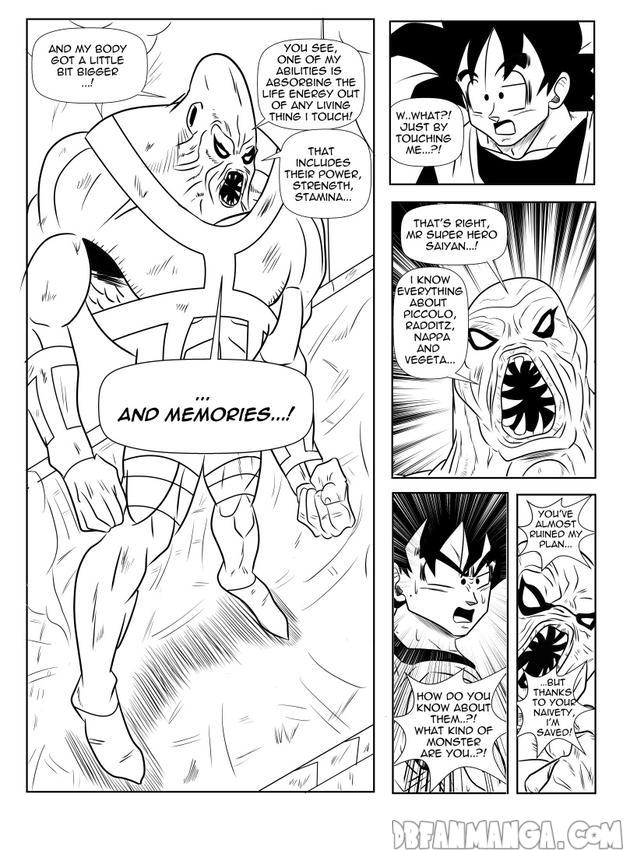 AND MY BODY
GOT A LITTLE
BIT BIGGER
...!
YOU SEE,
ONE OF MY
ABILITIES IS
ABSORBING THE
LIFE ENERGY OUT
OF ANY LIVING
THING I TOUCH!
THAT
INCLUDES
THEIR POWER,
STRENGTH,
STAMINA...
...
AND MEMORIES...!
W..WHAT?!
JUST BY
TOUCHING
ME...?!
THAT'S RIGHT,
MR SUPER HERO
SAIYAN...!
I KNOW
EVERYTHING
ABOUT
PICCOLO,
RADDITZ,
NAPPA
AND
VEGETA...
HOW DO YOU
KNOW ABOUT
THEM..?!
WHAT KIND OF
MONSTER
ARE YOU..?!
YOU'VE
ALMOST
RUINED MY
PLAN...
...BUT
THANKS
TO YOUR
NAIVETY,
I'M
SAVED!
DBFANMANGA.COM